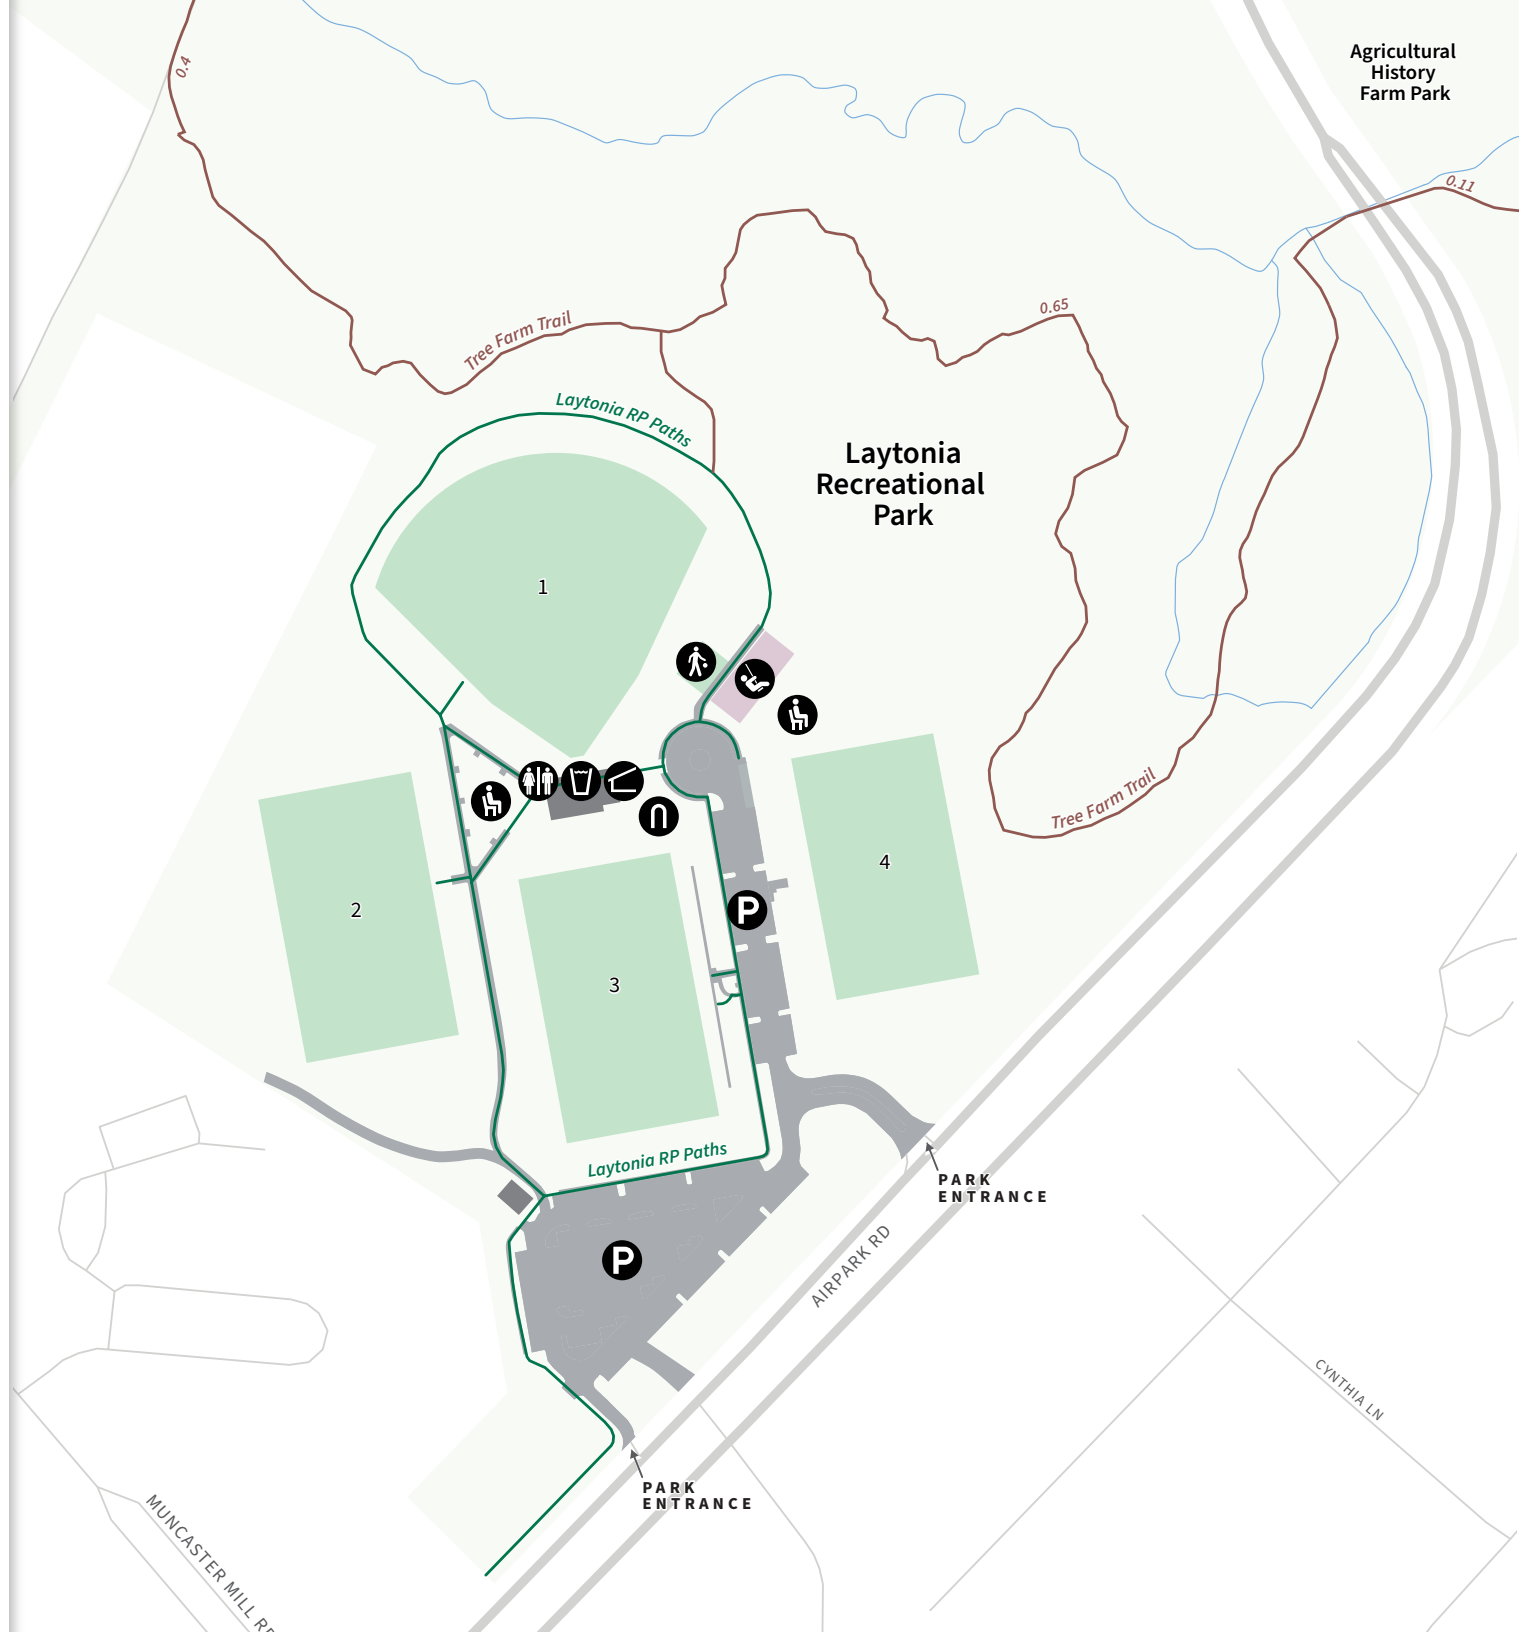 Agricultural
History
Farm Park
0.4
0.11
0.65
Tree Farm Trail
Laytonia RP Paths
Laytonia
Recreational
Park
1
2
3
4
Tree Farm Trail
P
Laytonia RP Paths
PARK
ENTRANCE
P
AIRPARK RD
CYNTHIA LN
PARK
ENTRANCE
MUNCASTER MILL RD